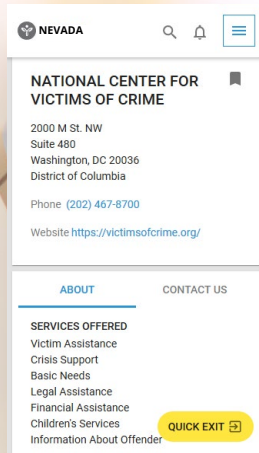 NEVADA
NATIONAL CENTER FOR
VICTIMS OF CRIME
2000 M St. NW
Suite 480
Washington, DC 20036
District of Columbia
Phone (202) 467-8700
Website https://victimsofcrime.org/
ABOUT CONTACT US
SERVICES OFFERED
Victim Assistance
Crisis Support
Basic Needs
Legal Assistance
Financial Assistance
Children's Services
QUICK EXIT
Information About Offender